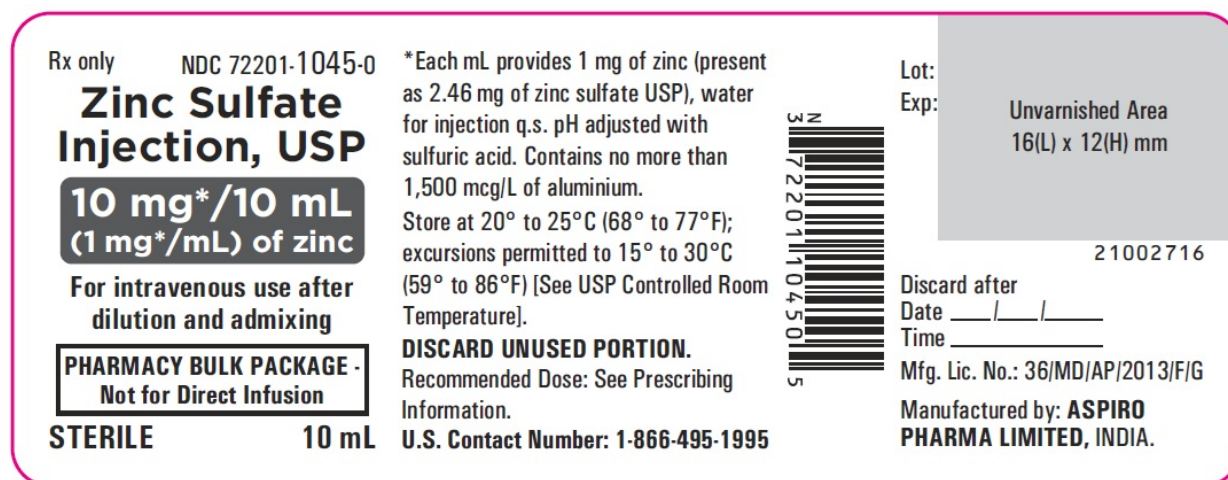 Rx only NDC 72201-1045-0
Zinc Sulfate
Injection, USP
10 mg*/10 mL
(1 mg*/mL) of zinc
For intravenous use after
dilution and admixing
PHARMACY BULK PACKAGE -
Not for Direct Infusion
STERILE 10 mL
*Each mL provides 1 mg of zinc (present
as 2.46 mg of zinc sulfate USP), water
for injection q.s. pH adjusted with
sulfuric acid. Contains no more than
1,500 mcg/L of aluminium.
Store at 20° to 25°C (68° to 77°F);
excursions permitted to 15° to 30°C
(59° to 86°F) [See USP Controlled Room
Temperature].
DISCARD UNUSED PORTION.
Recommended Dose: See Prescribing
Information.
U.S. Contact Number: 1-866-495-1995
N
3 72201 10450 5
Lot:
Exp:
Unvarnished Area
16(L) x 12(H) mm
21002716
Discard after
Date ____/____/______
Time ______________
Mfg. Lic. No.: 36/MD/AP/2013/F/G
Manufactured by: ASPIRO
PHARMA LIMITED, INDIA.